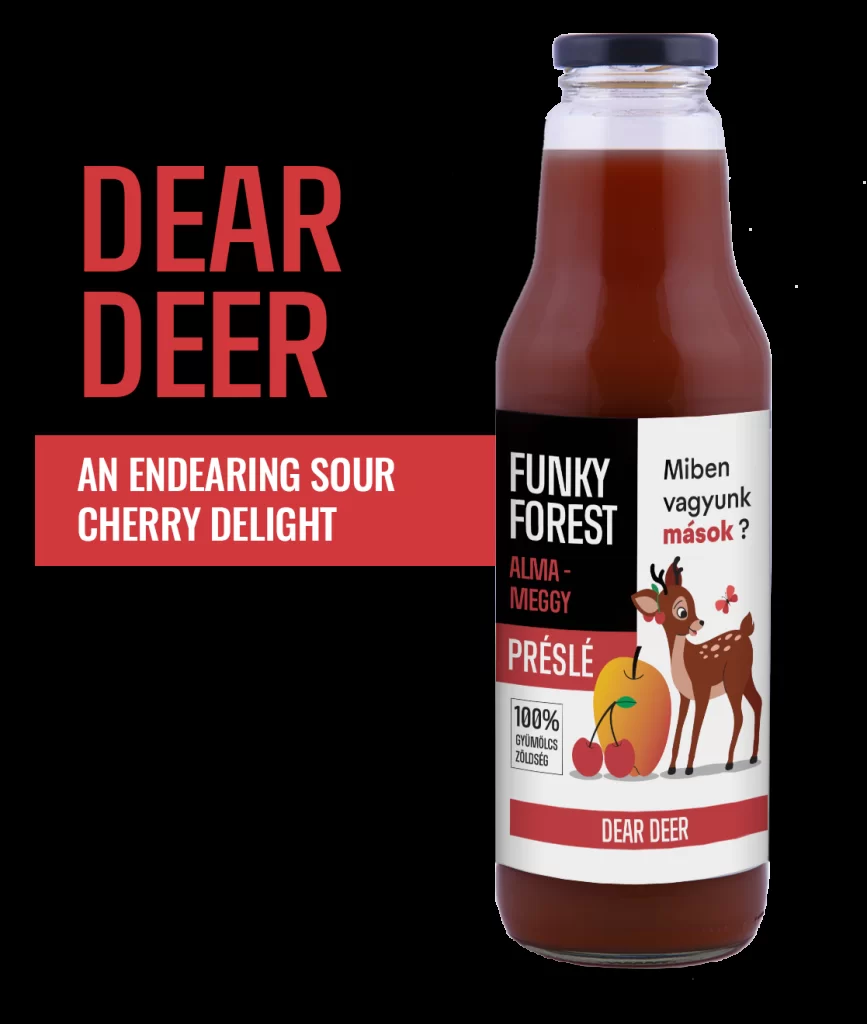 DEAR
DEER
AN ENDEARING SOUR
CHERRY DELIGHT
FUNKY
FOREST
ALMA -
MEGGY
PRÉSLÉ
100%
GYÜMÖLCS
ZÖLDSÉG
Miben
vagyunk
mások ?
DEAR DEER